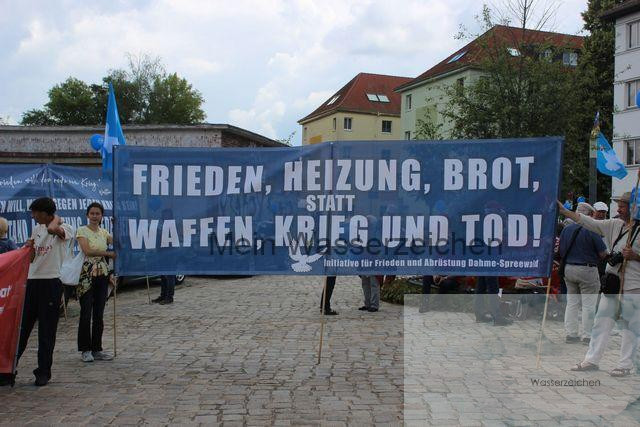 FRIEDEN, HEIZUNG, BROT,
STATT
WAFFEN, KRIEG UND TOD!
Initiative für Frieden und Abrüstung Dahme-Spreewald
Mein Wasserzeichen
Wasserzeichen